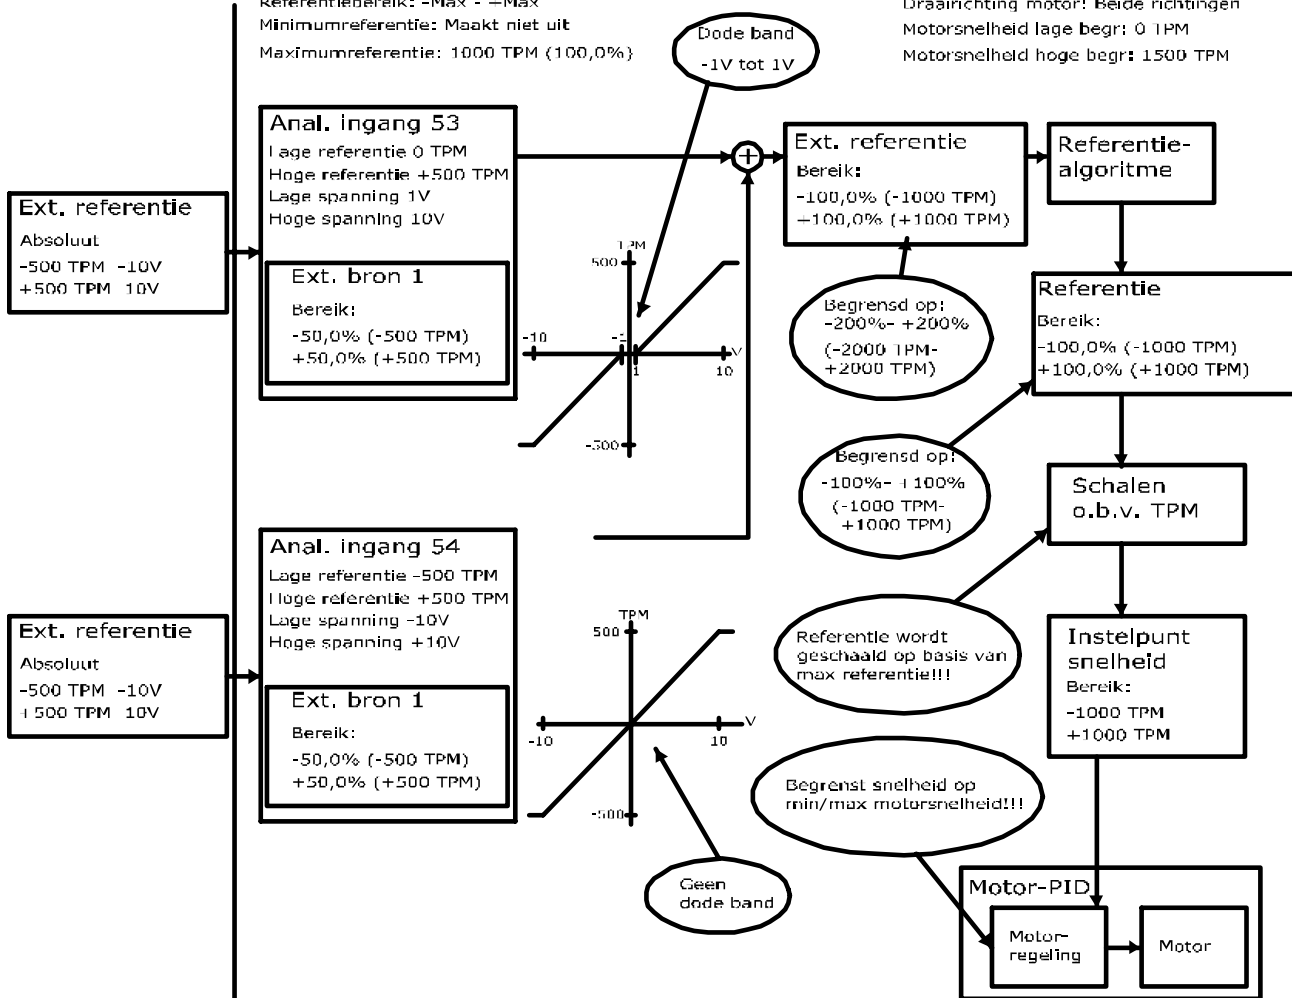 Referentiebereik: -Max - +Max
Minimumreferentie: Maakt niet uit
Maximumreferentie: 1000 TPM (100,0%)
Draairichting motor: Beide richtingen
Motorsnelheid lage begr: 0 TPM
Motorsnelheid hoge begr: 1500 TPM
Dode band
-1V tot 1V
Ext. referentie
Absoluut
-500 TPM -10V
+500 TPM 10V
Anal. ingang 53
Lage referentie 0 TPM
Hoge referentie +500 TPM
Lage spanning 1V
Hoge spanning 10V
Ext. bron 1
Bereik:
-50,0% (-500 TPM)
+50,0% (+500 TPM)
TPM
500
-10
-1
1
10
V
-500
+
Ext. referentie
Bereik:
-100,0% (-1000 TPM)
+100,0% (+1000 TPM)
Referentie-
algoritme
Begrensd op:
-200%- +200%
(-2000 TPM-
+2000 TPM)
Referentie
Bereik:
-100,0% (-1000 TPM)
+100,0% (+1000 TPM)
Begrensd op:
-100%- +100%
(-1000 TPM-
+1000 TPM)
Schalen
o.b.v. TPM
Ext. referentie
Absoluut
-500 TPM -10V
+500 TPM 10V
Anal. ingang 54
Lage referentie -500 TPM
Hoge referentie +500 TPM
Lage spanning -10V
Hoge spanning +10V
Ext. bron 1
Bereik:
-50,0% (-500 TPM)
+50,0% (+500 TPM)
TPM
500
-10
10
V
-500
Geen
dode band
Referentie wordt
geschaald op basis van
max referentie!!!
Instelpunt
snelheid
Bereik:
-1000 TPM
+1000 TPM
Begrenst snelheid op
min/max motorsnelheid!!!
Motor-PID
Motor-
regeling
Motor